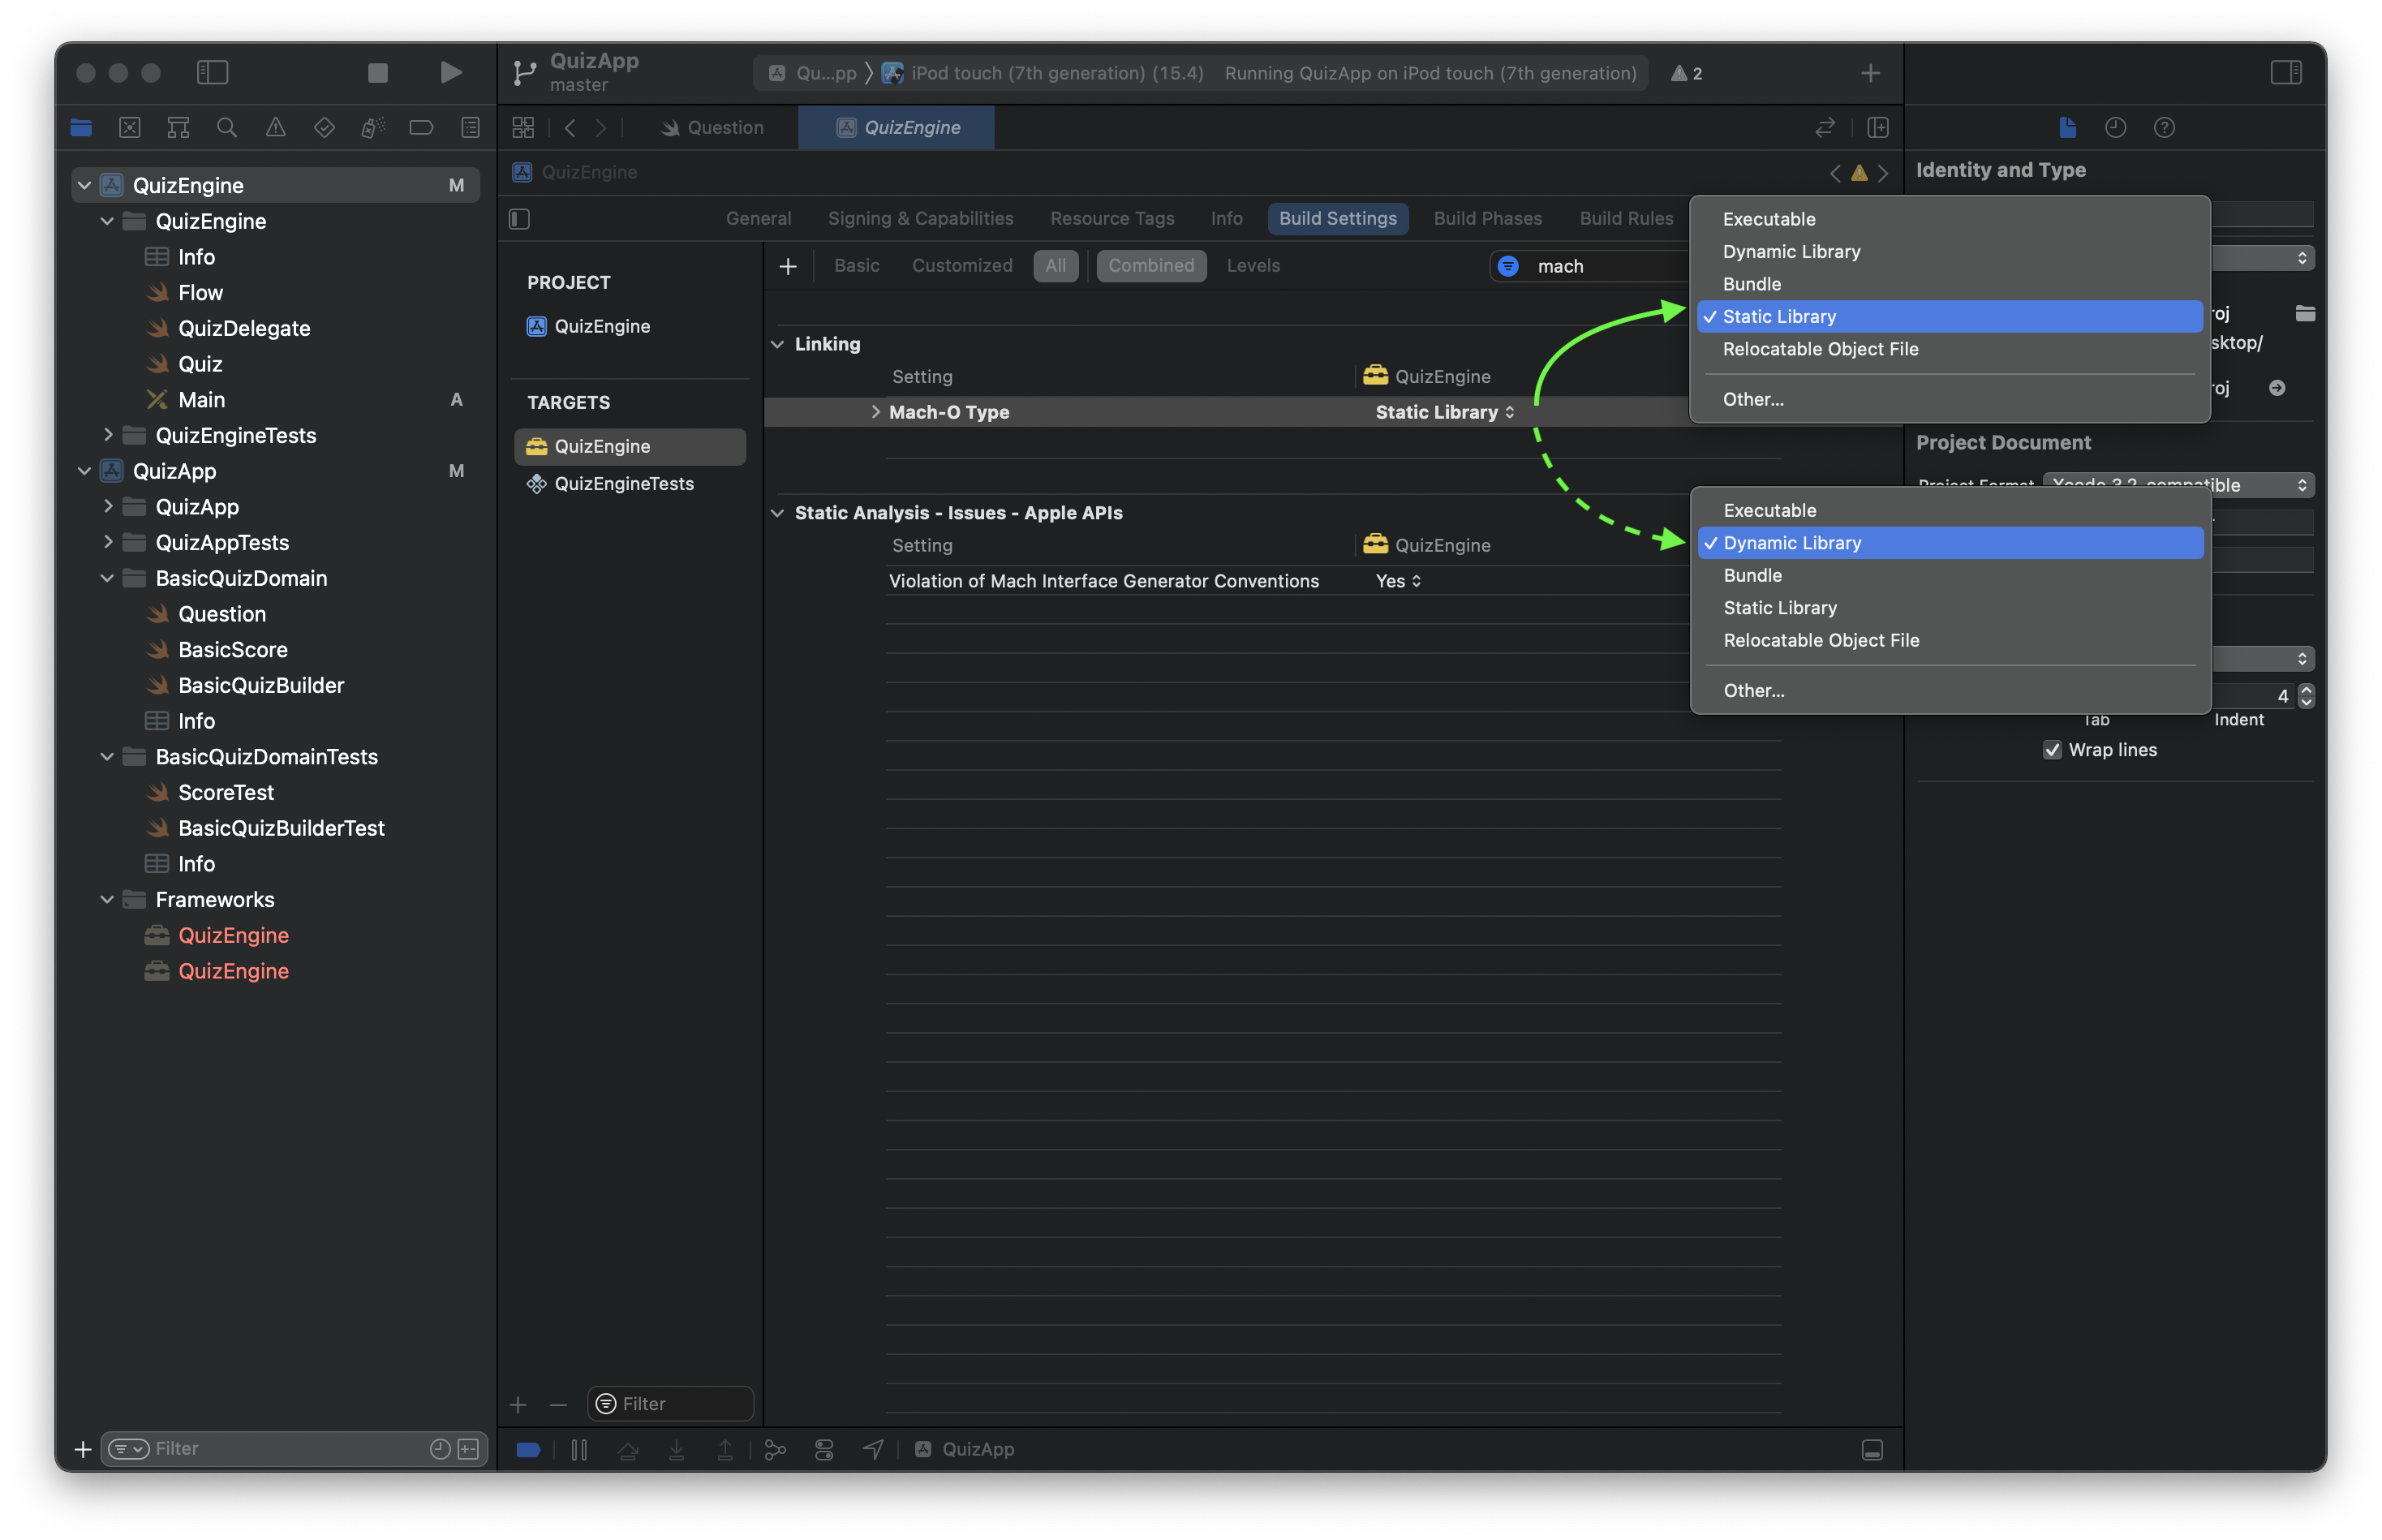 QuizApp
master
Qu...pp
iPod touch (7th generation) (15.4)
Running QuizApp on iPod touch (7th generation)
2
Question
QuizEngine
QuizEngine M
QuizEngine
Info
Flow
QuizDelegate
Quiz
Main A
QuizEngineTests
QuizApp M
QuizApp
QuizAppTests
BasicQuizDomain
Question
BasicScore
BasicQuizBuilder
Info
BasicQuizDomainTests
ScoreTest
BasicQuizBuilderTest
Info
Frameworks
QuizEngine
QuizEngine
Filter
QuizEngine
General Signing & Capabilities Resource Tags Info Build Settings Build Phases Build Rules
PROJECT
QuizEngine
TARGETS
QuizEngine
QuizEngineTests
Filter
Basic Customized All Combined Levels
mach
Linking
Setting QuizEngine
Mach-O Type Static Library
Static Analysis - Issues - Apple APIs
Setting QuizEngine
Violation of Mach Interface Generator Conventions Yes
QuizApp
Executable
Dynamic Library
Bundle
Static Library
Relocatable Object File
Other...
Executable
Dynamic Library
Bundle
Static Library
Relocatable Object File
Other...
Identity and Type
roj
sktop/
roj
Project Document
Project Format Xcode 3.2-compatible
4
Tab Indent
Wrap lines